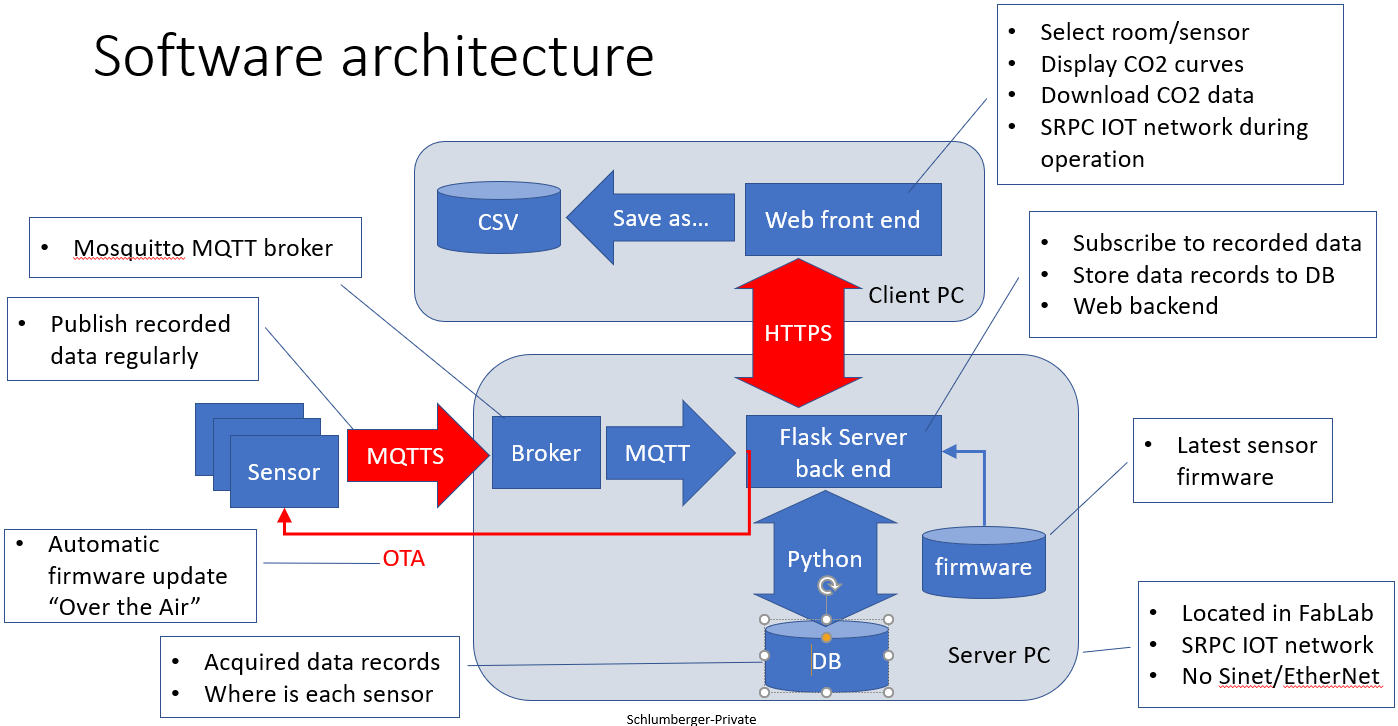 Software architecture
• Select room/sensor
• Display CO2 curves
• Download CO2 data
• SRPC IOT network during
operation
CSV
Save as...
Web front end
Client PC
• Mosquitto MQTT broker
• Subscribe to recorded data
• Store data records to DB
• Web backend
• Publish recorded
data regularly
HTTPS
Sensor
MQTTS
Broker
MQTT
Flask Server
back end
• Latest sensor
firmware
• Automatic
firmware update
“Over the Air”
OTA
Python
firmware
• Located in FabLab
• SRPC IOT network
• No Sinet/EtherNet
• Acquired data records
• Where is each sensor
DB
Server PC
Schlumberger-Private